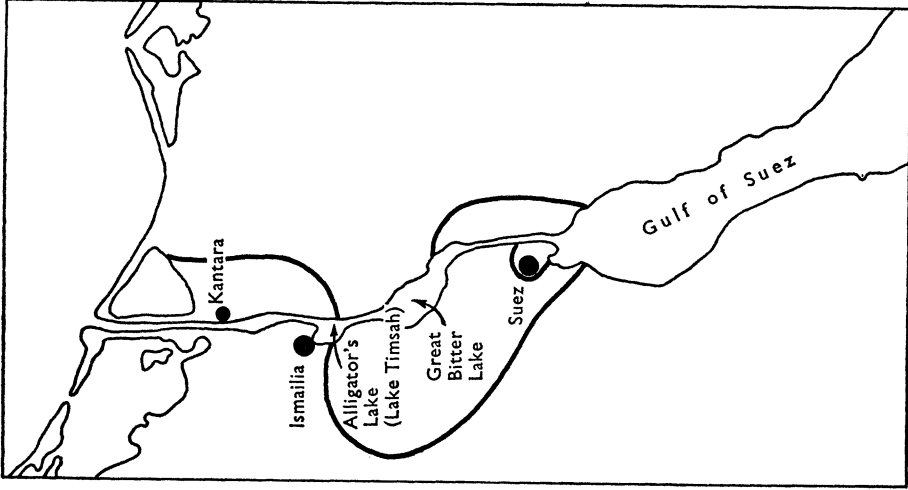 Kantara
Ismailia
Alligator's
Lake
(Lake Timsah)
Great
Bitter
Lake
Suez
Gulf of Suez